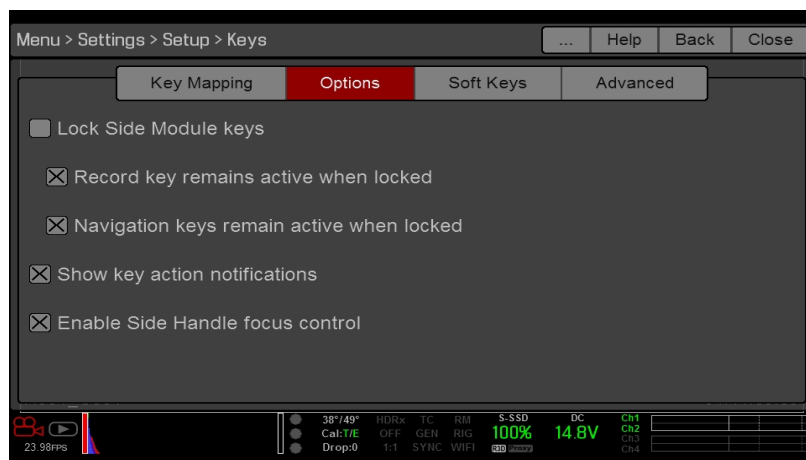 Menu > Settings > Setup > Keys ... Help Back Close
Key Mapping Options Soft Keys Advanced
Lock Side Module keys
Record key remains active when locked
Navigation keys remain active when locked
Show key action notifications
Enable Side Handle focus control
38°/49° HDRx TC RM S-SSD DC Ch1
Cal:T/E OFF GEN RIG 100% 14.8V Ch2
Ch3
23.98FPS Drop:0 1:1 SYNC WIFI R3D Proxy Ch4